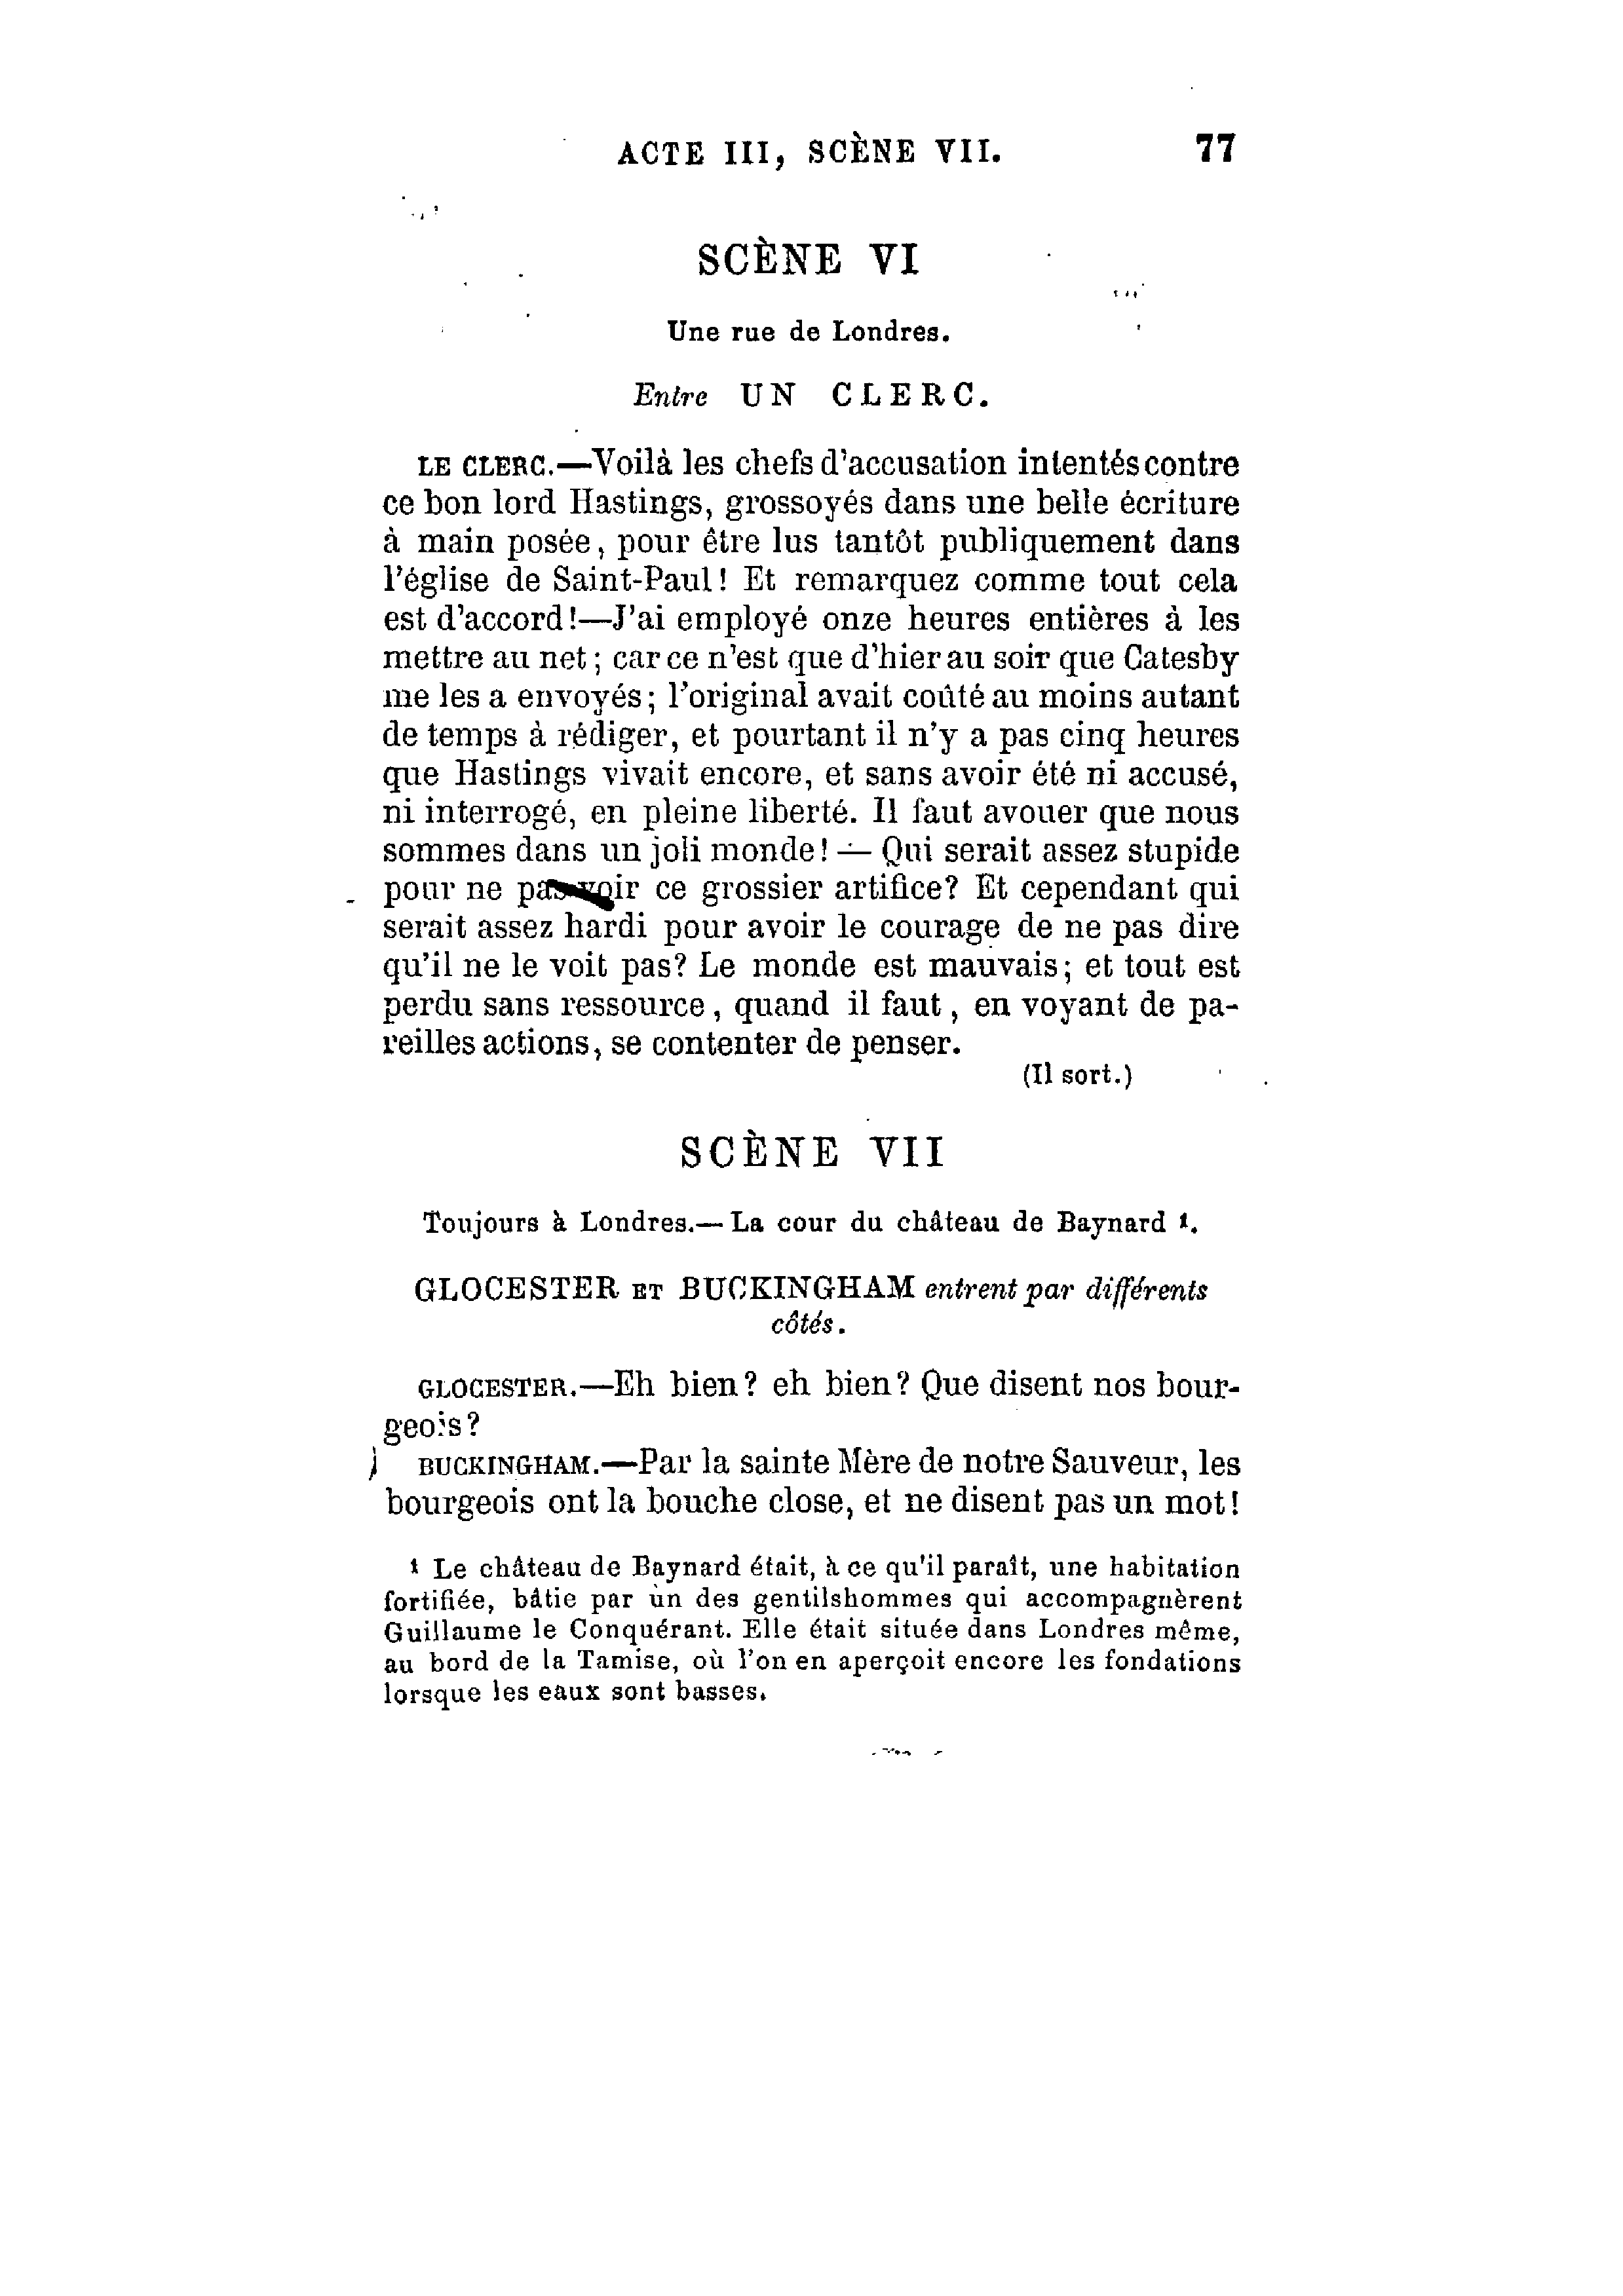 ACTE III, SCÈNE VII. 77
SCÈNE VI
Une rue de Londres.
Entre UN CLERC.
LE CLERC.—Voilà les chefs d'accusation intentés contre
ce bon lord Hastings, grossoyés dans une belle écriture
à main posée, pour être lus tantôt publiquement dans
l'église de Saint-Paul! Et remarquez comme tout cela
est d'accord!—J'ai employé onze heures entières à les
mettre au net; car ce n'est que d'hier au soir que Catesby
me les a envoyés; l'original avait coûté au moins autant
de temps à rédiger, et pourtant il n'y a pas cinq heures
que Hastings vivait encore, et sans avoir été ni accusé,
ni interrogé, en pleine liberté. Il faut avouer que nous
sommes dans un joli monde! — Qui serait assez stupide
pour ne pas voir ce grossier artifice? Et cependant qui
serait assez hardi pour avoir le courage de ne pas dire
qu'il ne le voit pas? Le monde est mauvais; et tout est
perdu sans ressource, quand il faut, en voyant de pa-
reilles actions, se contenter de penser.
(Il sort.)
SCÈNE VII
Toujours à Londres.— La cour du château de Baynard ¹.
GLOCESTER ET BUCKINGHAM entrent par différents
côtés.
GLOCESTER.—Eh bien? eh bien? Que disent nos bour-
geois?
BUCKINGHAM.—Par la sainte Mère de notre Sauveur, les
bourgeois ont la bouche close, et ne disent pas un mot!
¹ Le château de Baynard était, à ce qu'il paraît, une habitation
fortifiée, bâtie par un des gentilshommes qui accompagnèrent
Guillaume le Conquérant. Elle était située dans Londres même,
au bord de la Tamise, où l'on en aperçoit encore les fondations
lorsque les eaux sont basses.